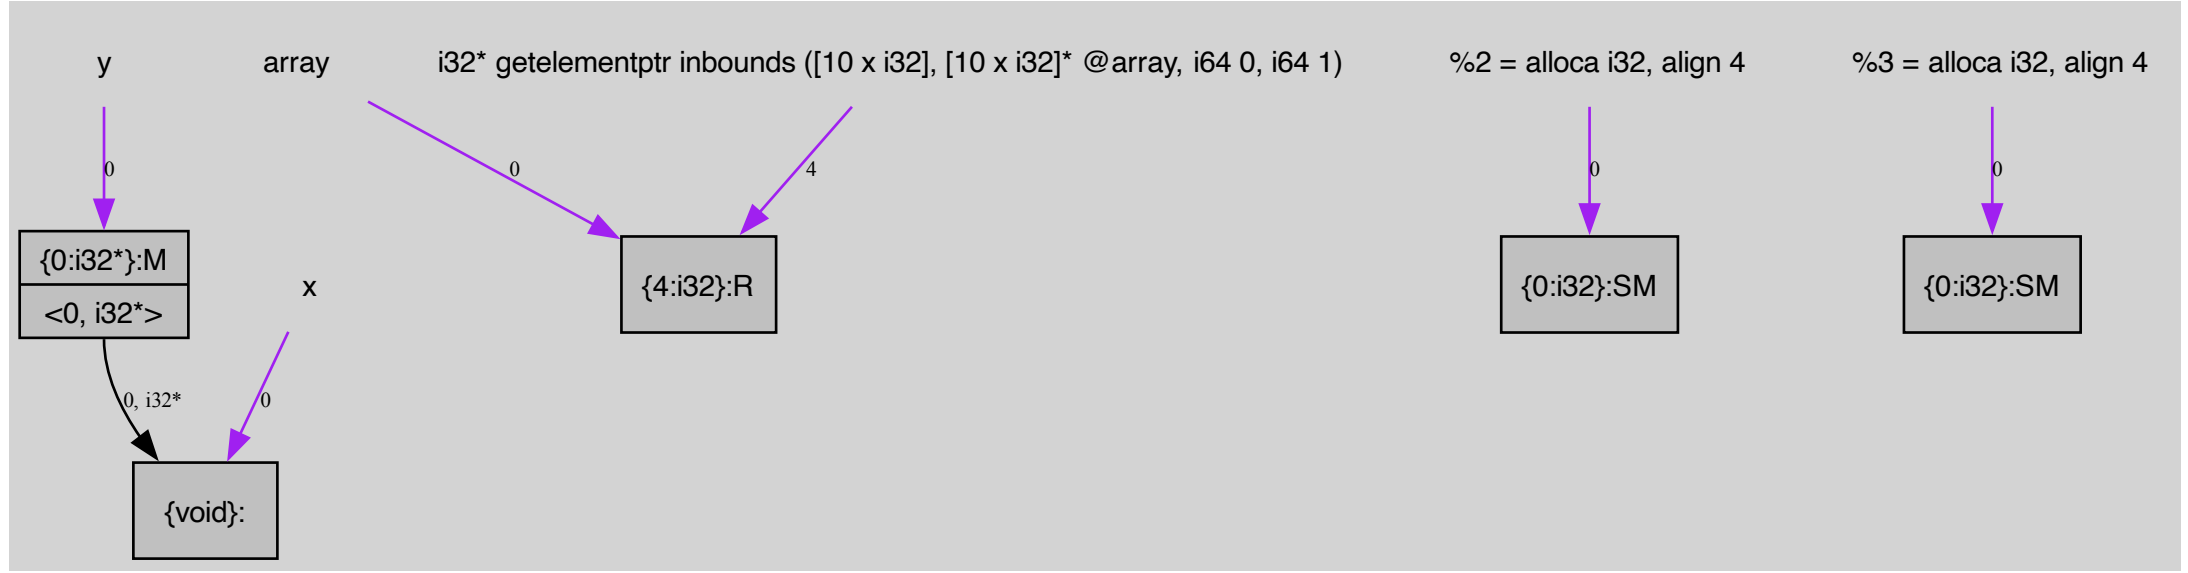 y
array
i32* getelementptr inbounds ([10 x i32], [10 x i32]* @array, i64 0, i64 1)
%2 = alloca i32, align 4
%3 = alloca i32, align 4
0
0
4
0
0
{0:i32*}:M
<0, i32*>
x
{4:i32}:R
{0:i32}:SM
{0:i32}:SM
0, i32*
0
{void}: